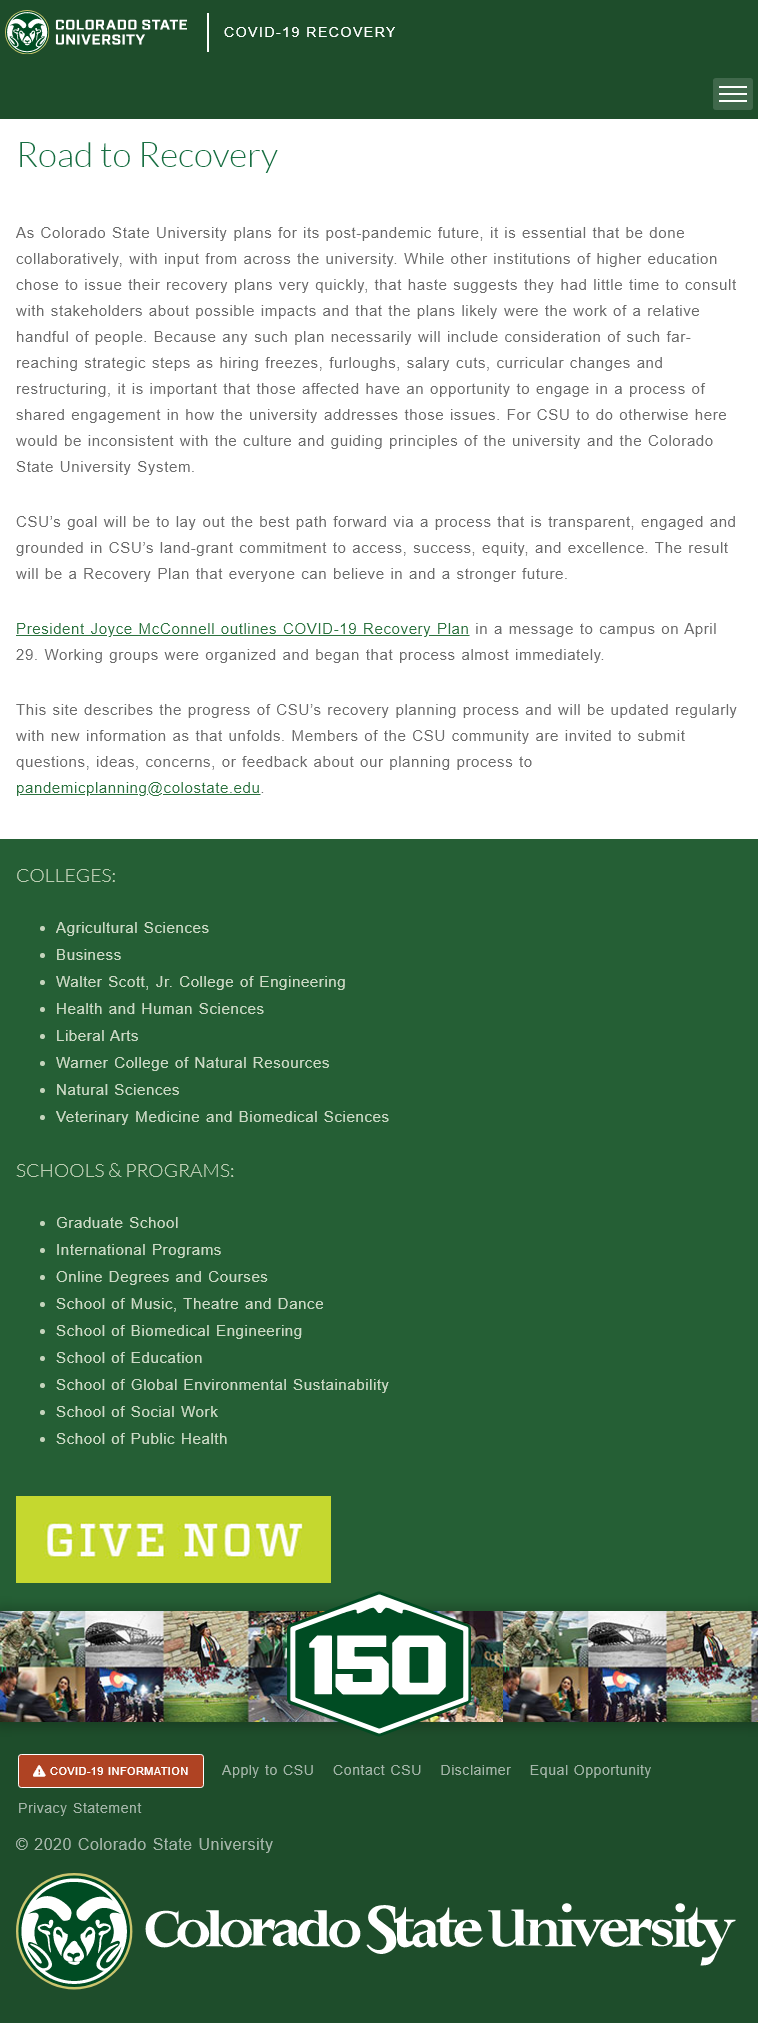 COLORADO STATE
UNIVERSITY
COVID-19 RECOVERY
Road to Recovery
As Colorado State University plans for its post-pandemic future, it is essential that be done
collaboratively, with input from across the university. While other institutions of higher education
chose to issue their recovery plans very quickly, that haste suggests they had little time to consult
with stakeholders about possible impacts and that the plans likely were the work of a relative
handful of people. Because any such plan necessarily will include consideration of such far-
reaching strategic steps as hiring freezes, furloughs, salary cuts, curricular changes and
restructuring, it is important that those affected have an opportunity to engage in a process of
shared engagement in how the university addresses those issues. For CSU to do otherwise here
would be inconsistent with the culture and guiding principles of the university and the Colorado
State University System.
CSU’s goal will be to lay out the best path forward via a process that is transparent, engaged and
grounded in CSU’s land-grant commitment to access, success, equity, and excellence. The result
will be a Recovery Plan that everyone can believe in and a stronger future.
President Joyce McConnell outlines COVID-19 Recovery Plan in a message to campus on April
29. Working groups were organized and began that process almost immediately.
This site describes the progress of CSU’s recovery planning process and will be updated regularly
with new information as that unfolds. Members of the CSU community are invited to submit
questions, ideas, concerns, or feedback about our planning process to
pandemicplanning@colostate.edu.
COLLEGES:
Agricultural Sciences
Business
Walter Scott, Jr. College of Engineering
Health and Human Sciences
Liberal Arts
Warner College of Natural Resources
Natural Sciences
Veterinary Medicine and Biomedical Sciences
SCHOOLS & PROGRAMS:
Graduate School
International Programs
Online Degrees and Courses
School of Music, Theatre and Dance
School of Biomedical Engineering
School of Education
School of Global Environmental Sustainability
School of Social Work
School of Public Health
GIVE NOW
150
COVID-19 INFORMATION Apply to CSU Contact CSU Disclaimer Equal Opportunity
Privacy Statement
© 2020 Colorado State University
Colorado State University